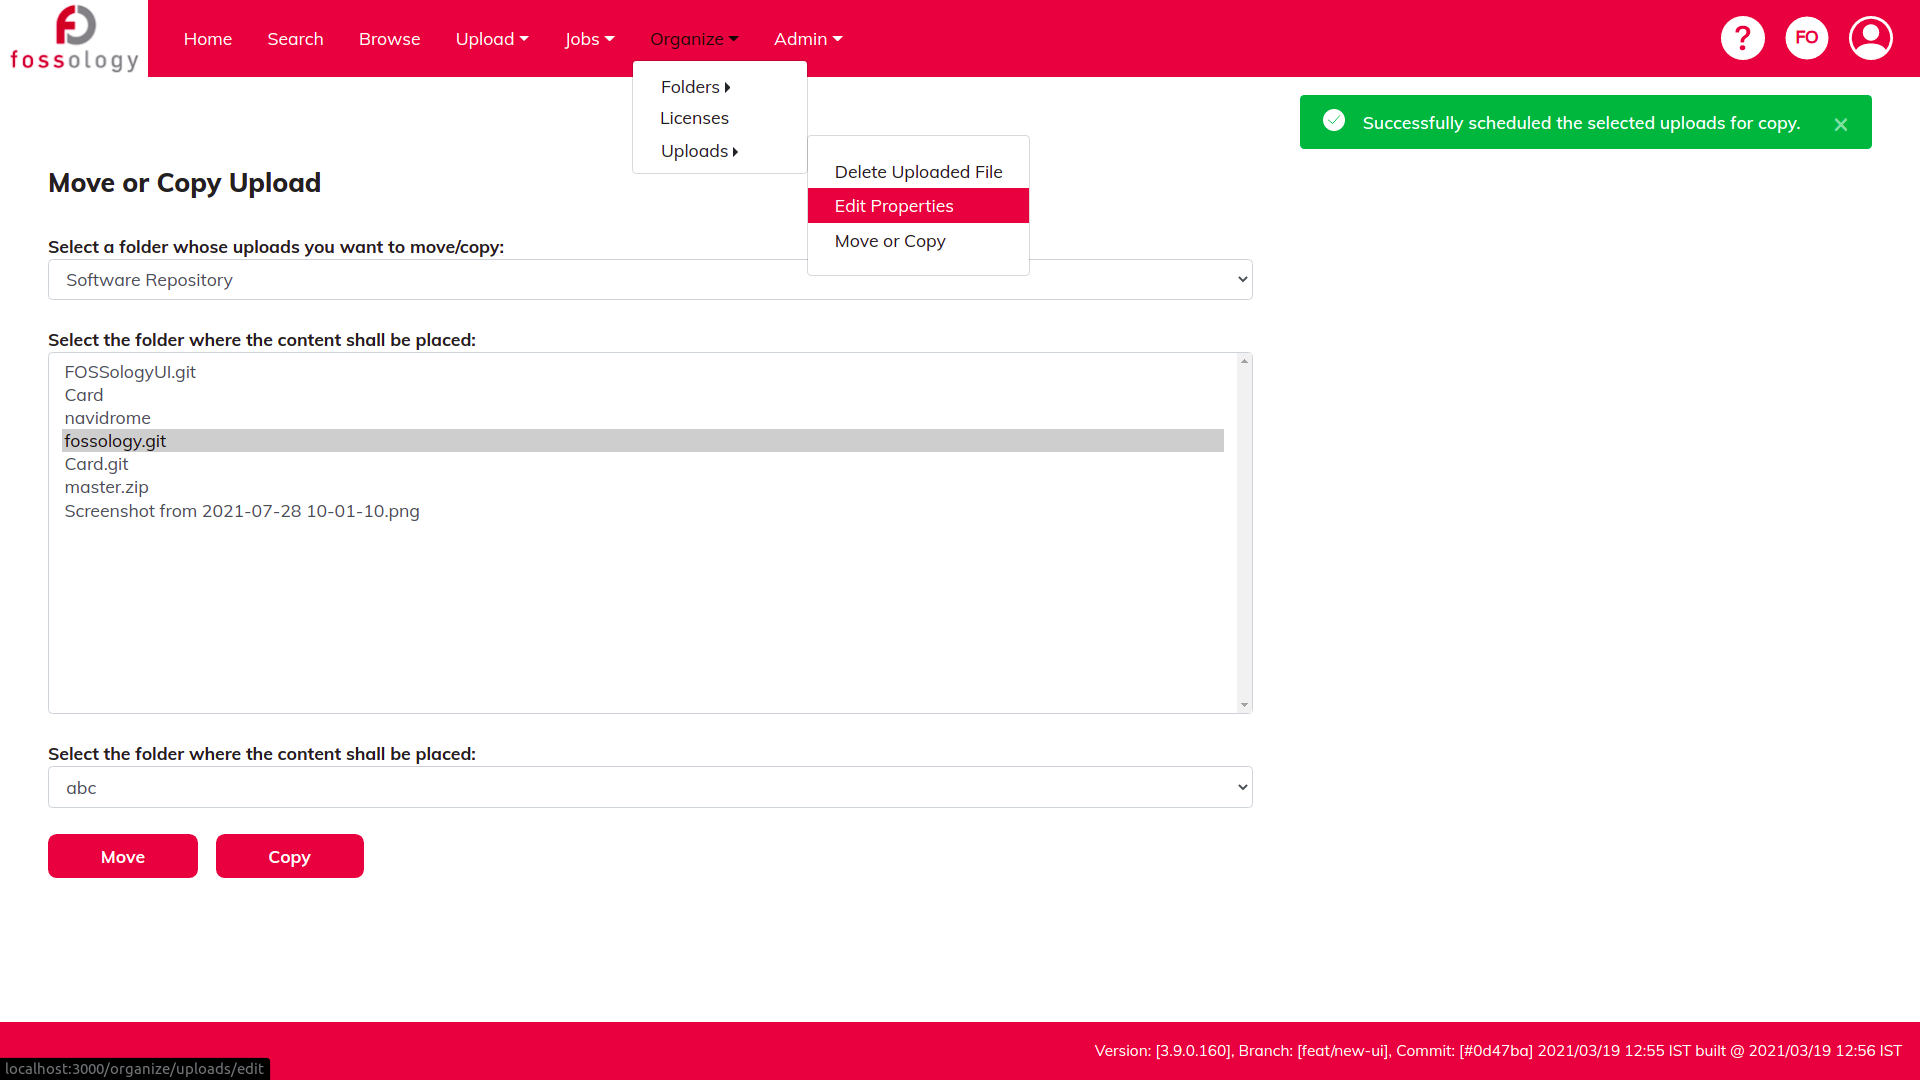 fossology
Home Search Browse Upload Jobs Organize Admin
? FO
Folders
Licenses
Uploads
Delete Uploaded File
Edit Properties
Move or Copy
Successfully scheduled the selected uploads for copy. ×
Move or Copy Upload
Select a folder whose uploads you want to move/copy:
Software Repository
Select the folder where the content shall be placed:
FOSSologyUI.git
Card
navidrome
fossology.git
Card.git
master.zip
Screenshot from 2021-07-28 10-01-10.png
Select the folder where the content shall be placed:
abc
Move Copy
Version: [3.9.0.160], Branch: [feat/new-ui], Commit: [#0d47ba] 2021/03/19 12:55 IST built @ 2021/03/19 12:56 IST
localhost:3000/organize/uploads/edit